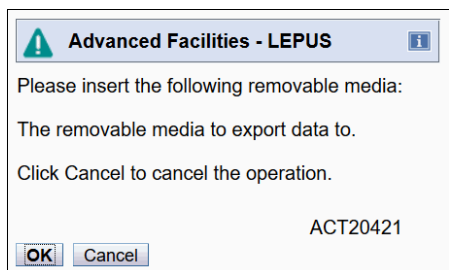 Advanced Facilities - LEPUS
Please insert the following removable media:
The removable media to export data to.
Click Cancel to cancel the operation.
ACT20421
OK Cancel